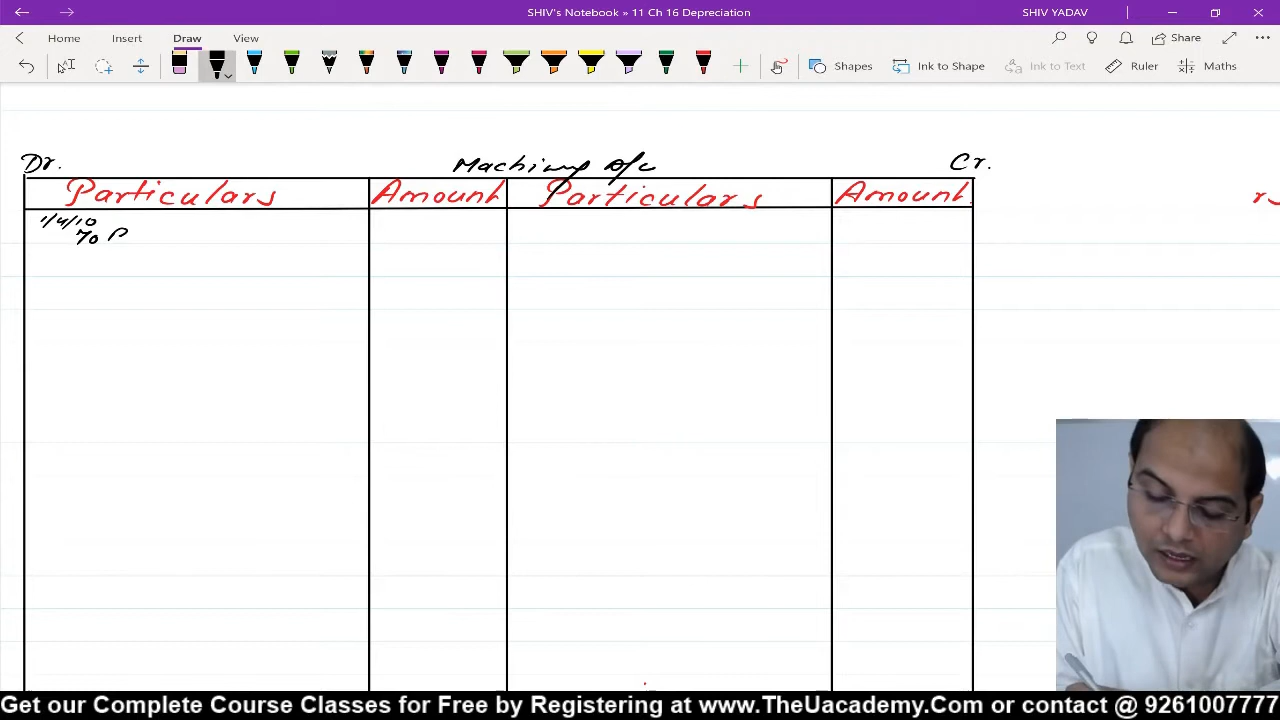 SHIV's Notebook » 11 Ch 16 Depreciation
SHIV YADAV
Home Insert Draw View
Share
Shapes
Ink to Shape
Ink to Text
Ruler
Maths
Dr. Machinery A/c Cr.
Particulars Amount Particulars Amount
1/4/10
To P
Get our Complete Course Classes for Free by Registering at www.TheUacademy.Com or contact @ 9261007777